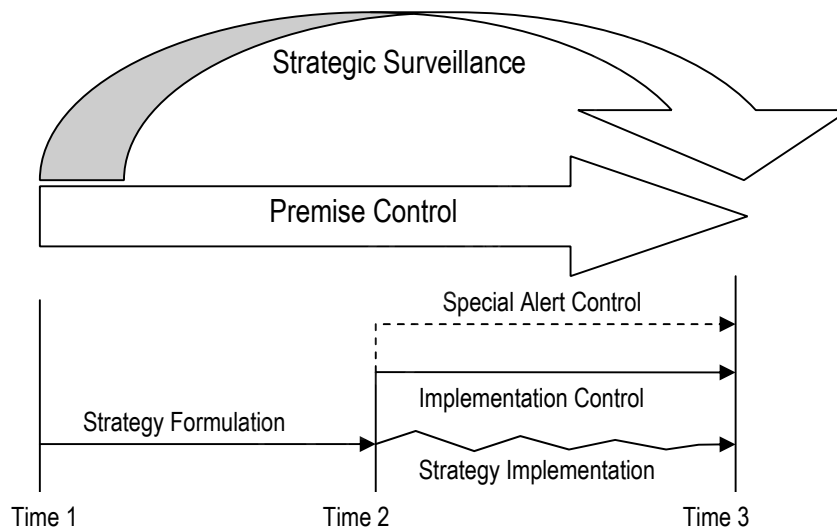 Strategic Surveillance
Premise Control
Special Alert Control
Implementation Control
Strategy Formulation
Strategy Implementation
Time 1
Time 2
Time 3